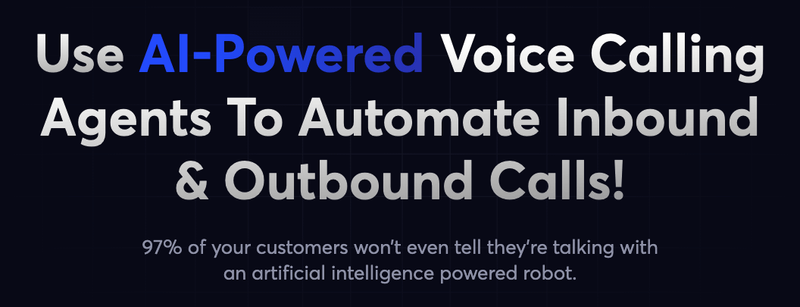 Use AI-Powered Voice Calling
Agents To Automate Inbound
& Outbound Calls!
97% of your customers won't even tell they're talking with
an artificial intelligence powered robot.